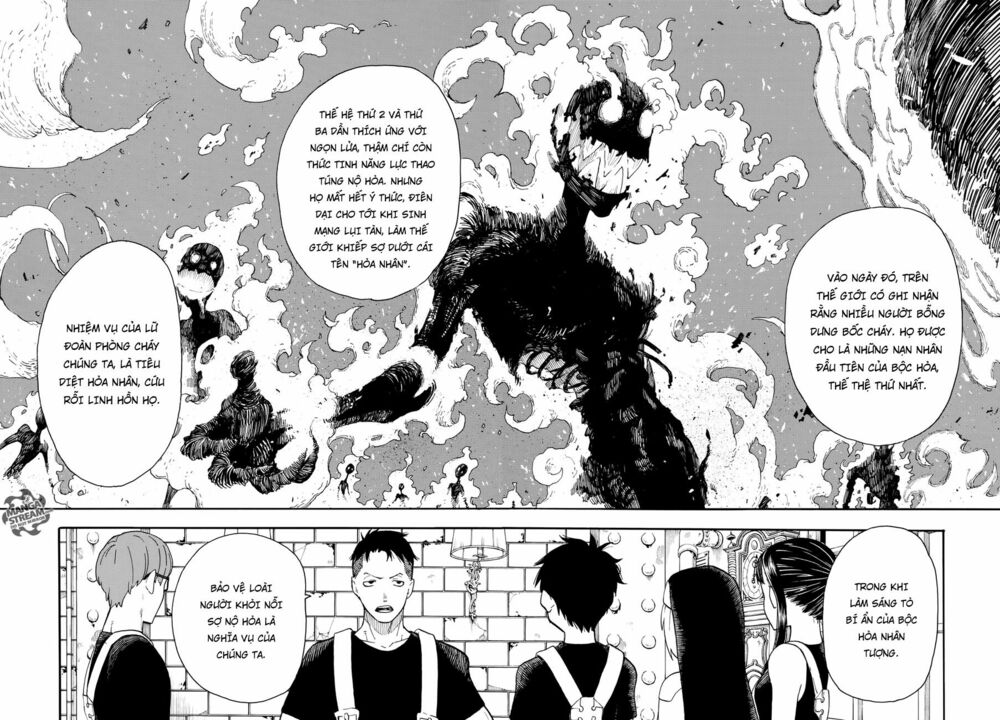 VÀO NGÀY ĐÓ, TRÊN
THẾ GIỚI CÓ GHI NHẬN
RẰNG NHIỀU NGƯỜI BỖNG
DƯNG BỐC CHÁY. HỌ ĐƯỢC
CHO LÀ NHỮNG NẠN NHÂN
ĐẦU TIÊN CỦA BỘC HỎA,
THẾ THỆ THỨ NHẤT.
THẾ HỆ THỨ 2 VÀ THỨ
BA DẦN THÍCH ỨNG VỚI
NGỌN LỬA, THẬM CHÍ CÒN
THỨC TỈNH NĂNG LỰC THAO
TÚNG NỘ HỎA. NHƯNG
HỌ MẤT HẾT Ý THỨC, ĐIÊN
DẠI CHO TỚI KHI SINH
MẠNG LỤI TÀN, LÀM THẾ
GIỚI KHIẾP SỢ DƯỚI CÁI
TÊN "HỎA NHÂN".
NHIỆM VỤ CỦA LỮ
ĐOÀN PHÒNG CHÁY
CHÚNG TA, LÀ TIÊU
DIỆT HỎA NHÂN, CỨU
RỖI LINH HỒN HỌ.
MANGA
STREAM
TRONG KHI
LÀM SÁNG TỎ
BÍ ẨN CỦA BỘC
HỎA NHÂN
TƯỢNG.
BẢO VỆ LOÀI
NGƯỜI KHỎI NỖI
SỢ NỘ HỎA LÀ
NGHĨA VỤ CỦA
CHÚNG TA.